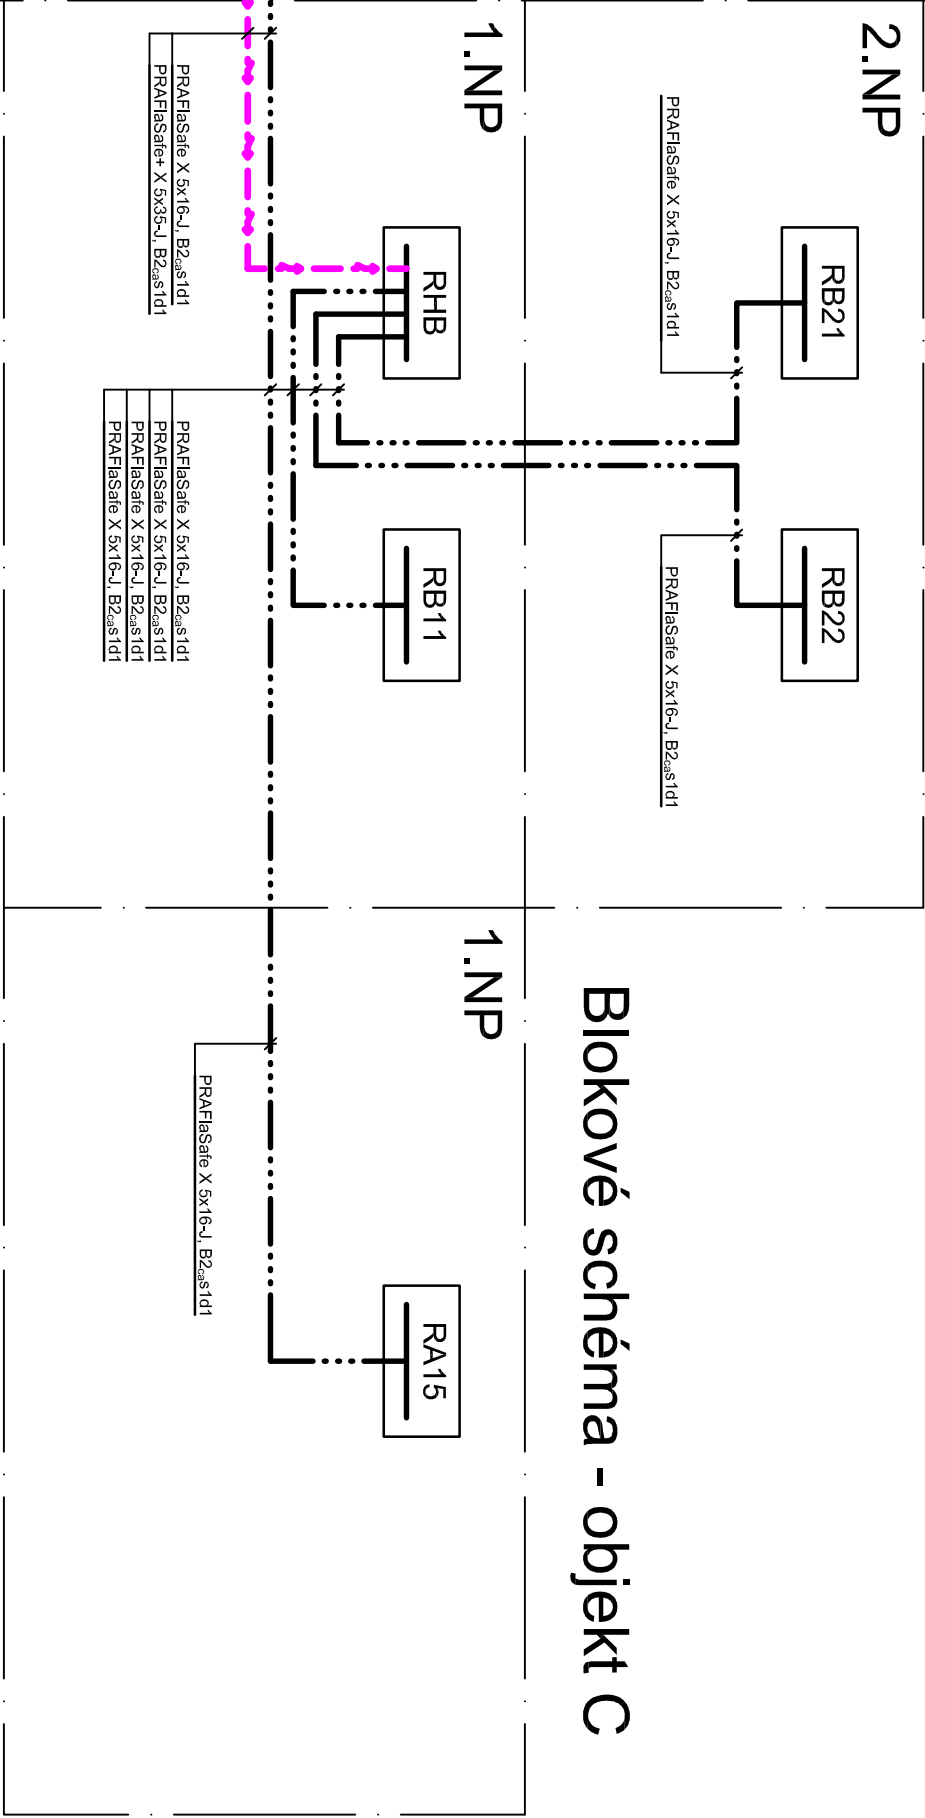 2.NP
RB21
RB22
PRAFlaSafe X 5x16-J, B2cas1d1
PRAFlaSafe X 5x16-J, B2cas1d1
Blokové schéma - objekt C
1.NP
RHB
RB11
1.NP
RA15
PRAFlaSafe X 5x16-J, B2cas1d1
PRAFlaSafe+ X 5x35-J, B2cas1d1
PRAFlaSafe X 5x16-J, B2cas1d1
PRAFlaSafe X 5x16-J, B2cas1d1
PRAFlaSafe X 5x16-J, B2cas1d1
PRAFlaSafe X 5x16-J, B2cas1d1
PRAFlaSafe X 5x16-J, B2cas1d1